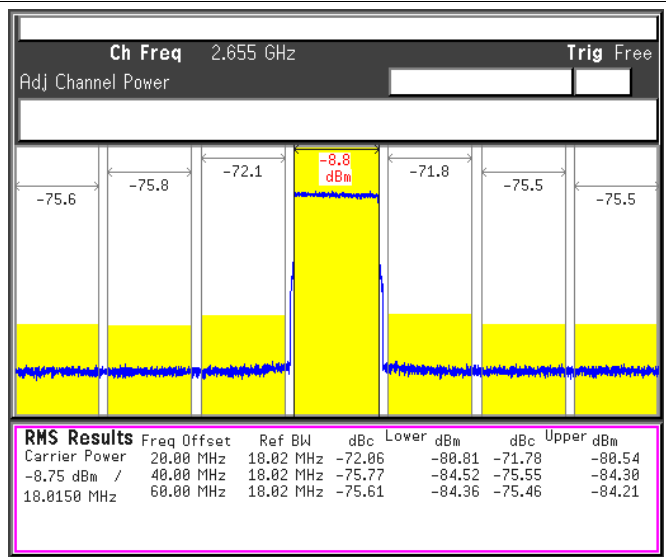 Ch Freq 2.655 GHz Trig Free
Adj Channel Power
-75.6 -75.8 -72.1 -8.8 dBm -71.8 -75.5 -75.5
RMS Results Freq Offset Ref BW dBc Lower dBm dBc Upper dBm
Carrier Power 20.00 MHz 18.02 MHz -72.06 -80.81 -71.78 -80.54
-8.75 dBm / 40.00 MHz 18.02 MHz -75.77 -84.52 -75.55 -84.30
18.0150 MHz 60.00 MHz 18.02 MHz -75.61 -84.36 -75.46 -84.21